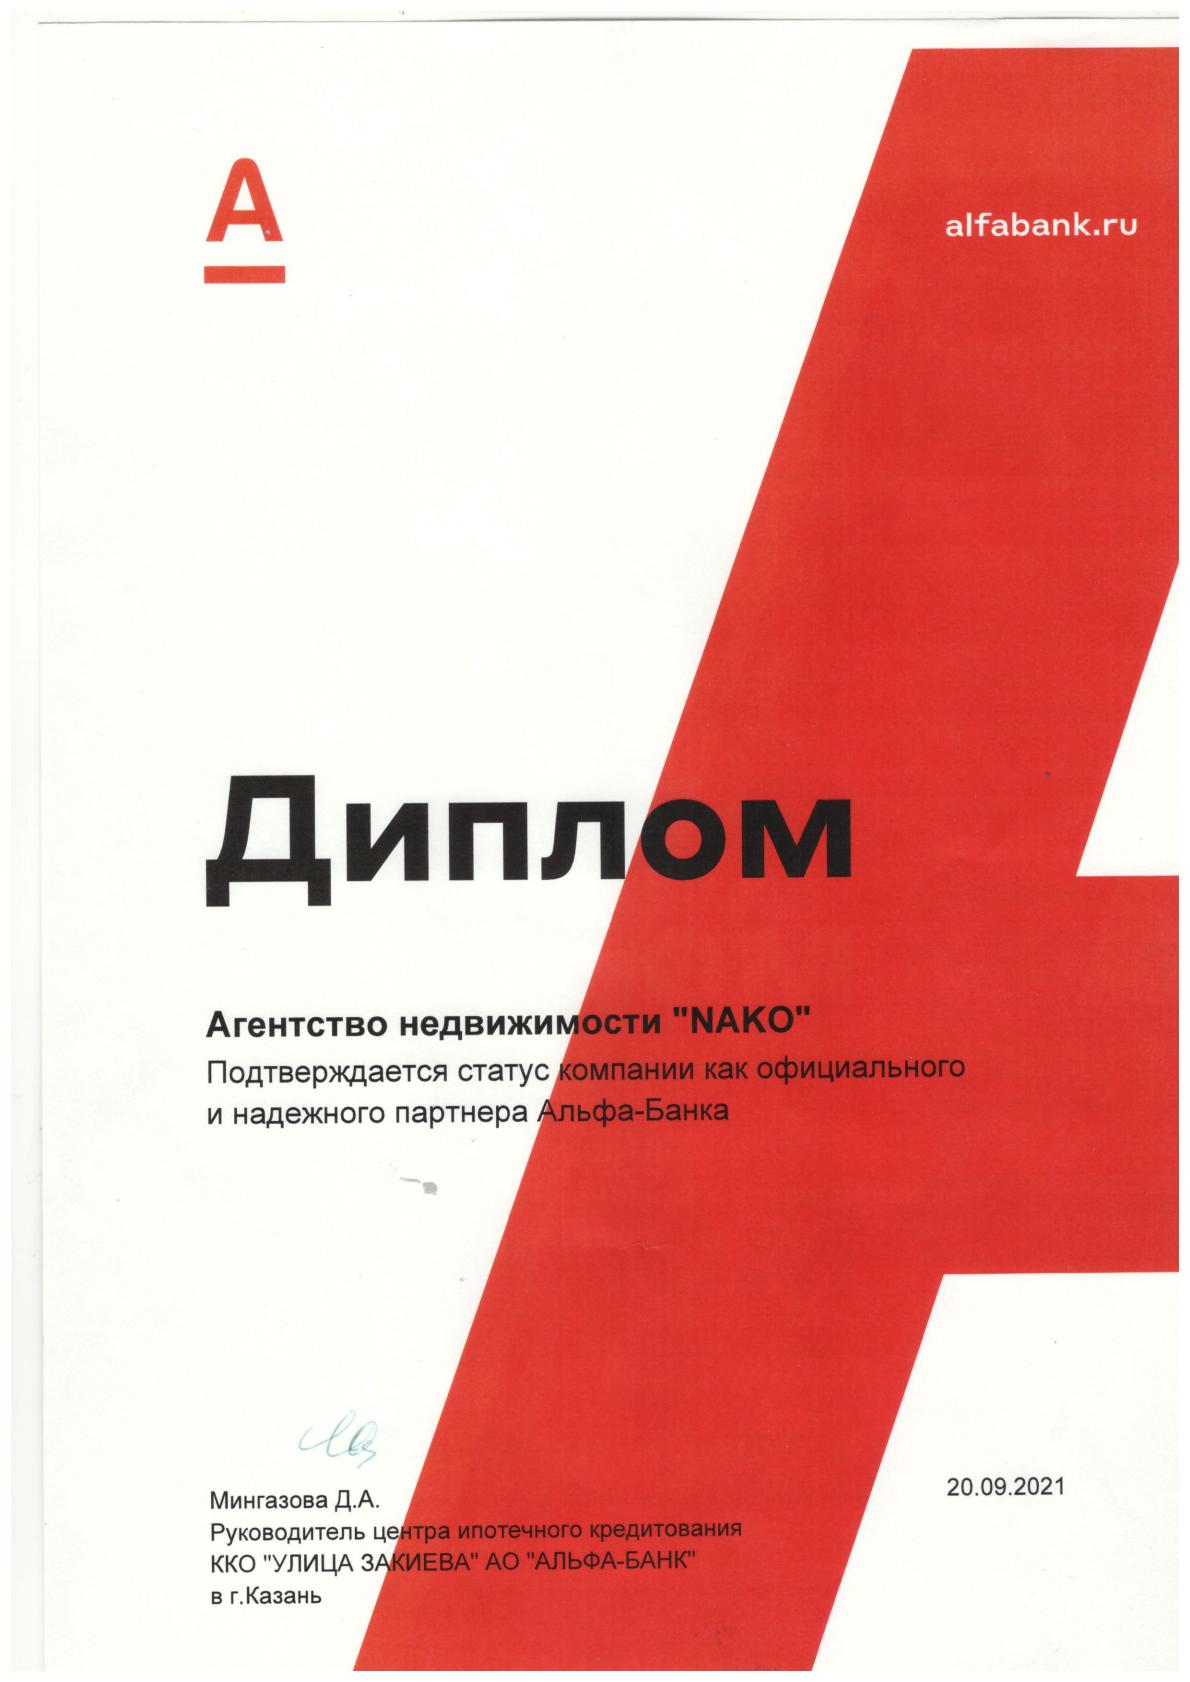 А
alfabank.ru
Диплом
Агентство недвижимости "NAKO"
Подтверждается статус компании как официального
и надежного партнера Альфа-Банка
Мингазова Д.А.
Руководитель центра ипотечного кредитования
ККО "УЛИЦА ЗАКИЕВА" АО "АЛЬФА-БАНК"
в г.Казань
20.09.2021